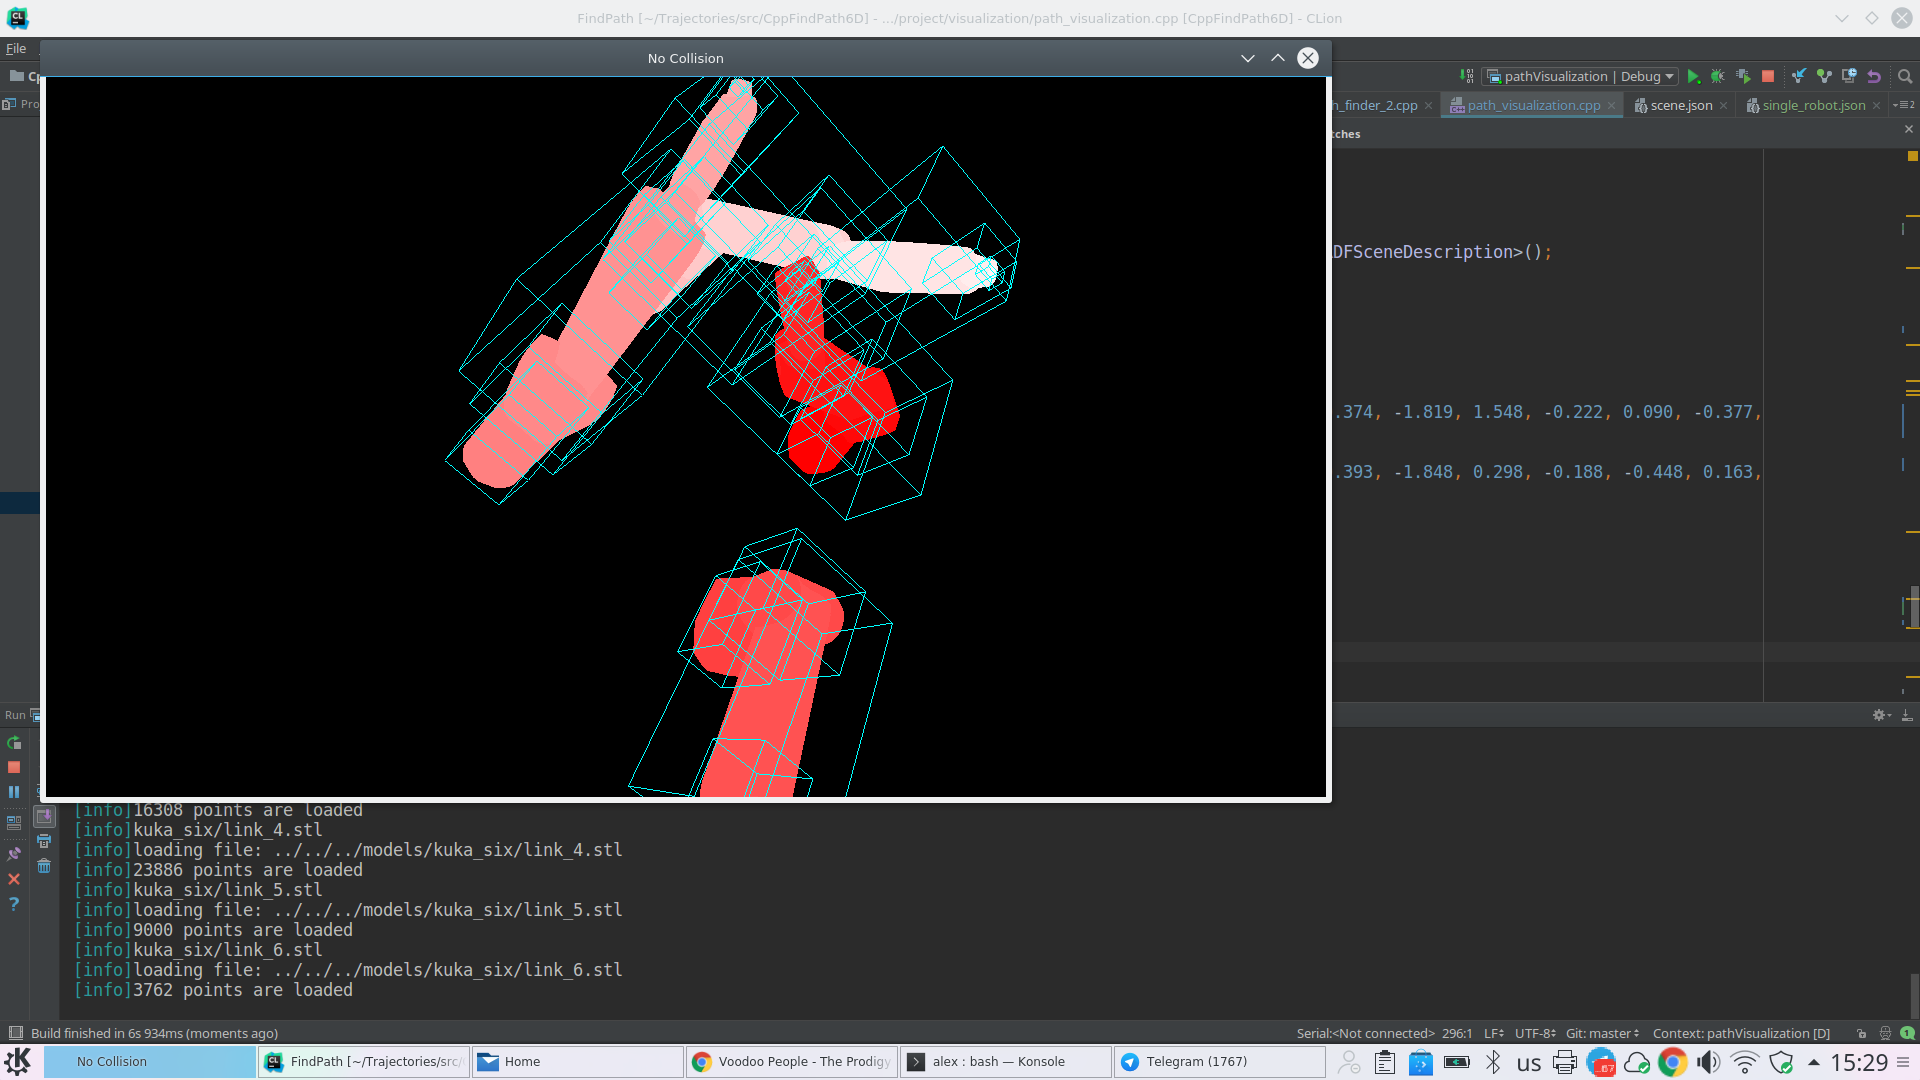 FindPath [~/Trajectories/src/CppFindPath6D] - .../project/visualization/path_visualization.cpp [CppFindPath6D] - CLion
File
No Collision
pathVisualization | Debug
h_finder_2.cpp
path_visualization.cpp
scene.json
single_robot.json
Pro
tches
DFSceneDescription>();
.374, -1.819, 1.548, -0.222, 0.090, -0.377,
.393, -1.848, 0.298, -0.188, -0.448, 0.163,
Run
[info]16308 points are loaded
[info]kuka_six/link_4.stl
[info]loading file: ../../../models/kuka_six/link_4.stl
[info]23886 points are loaded
[info]kuka_six/link_5.stl
[info]loading file: ../../../models/kuka_six/link_5.stl
[info]9000 points are loaded
[info]kuka_six/link_6.stl
[info]loading file: ../../../models/kuka_six/link_6.stl
[info]3762 points are loaded
Build finished in 6s 934ms (moments ago)
Serial:<Not connected> 296:1 LF UTF-8 Git: master Context: pathVisualization [D]
No Collision
FindPath [~/Trajectories/src/
Home
Voodoo People - The Prodigy
alex : bash — Konsole
Telegram (1767)
us
15:29